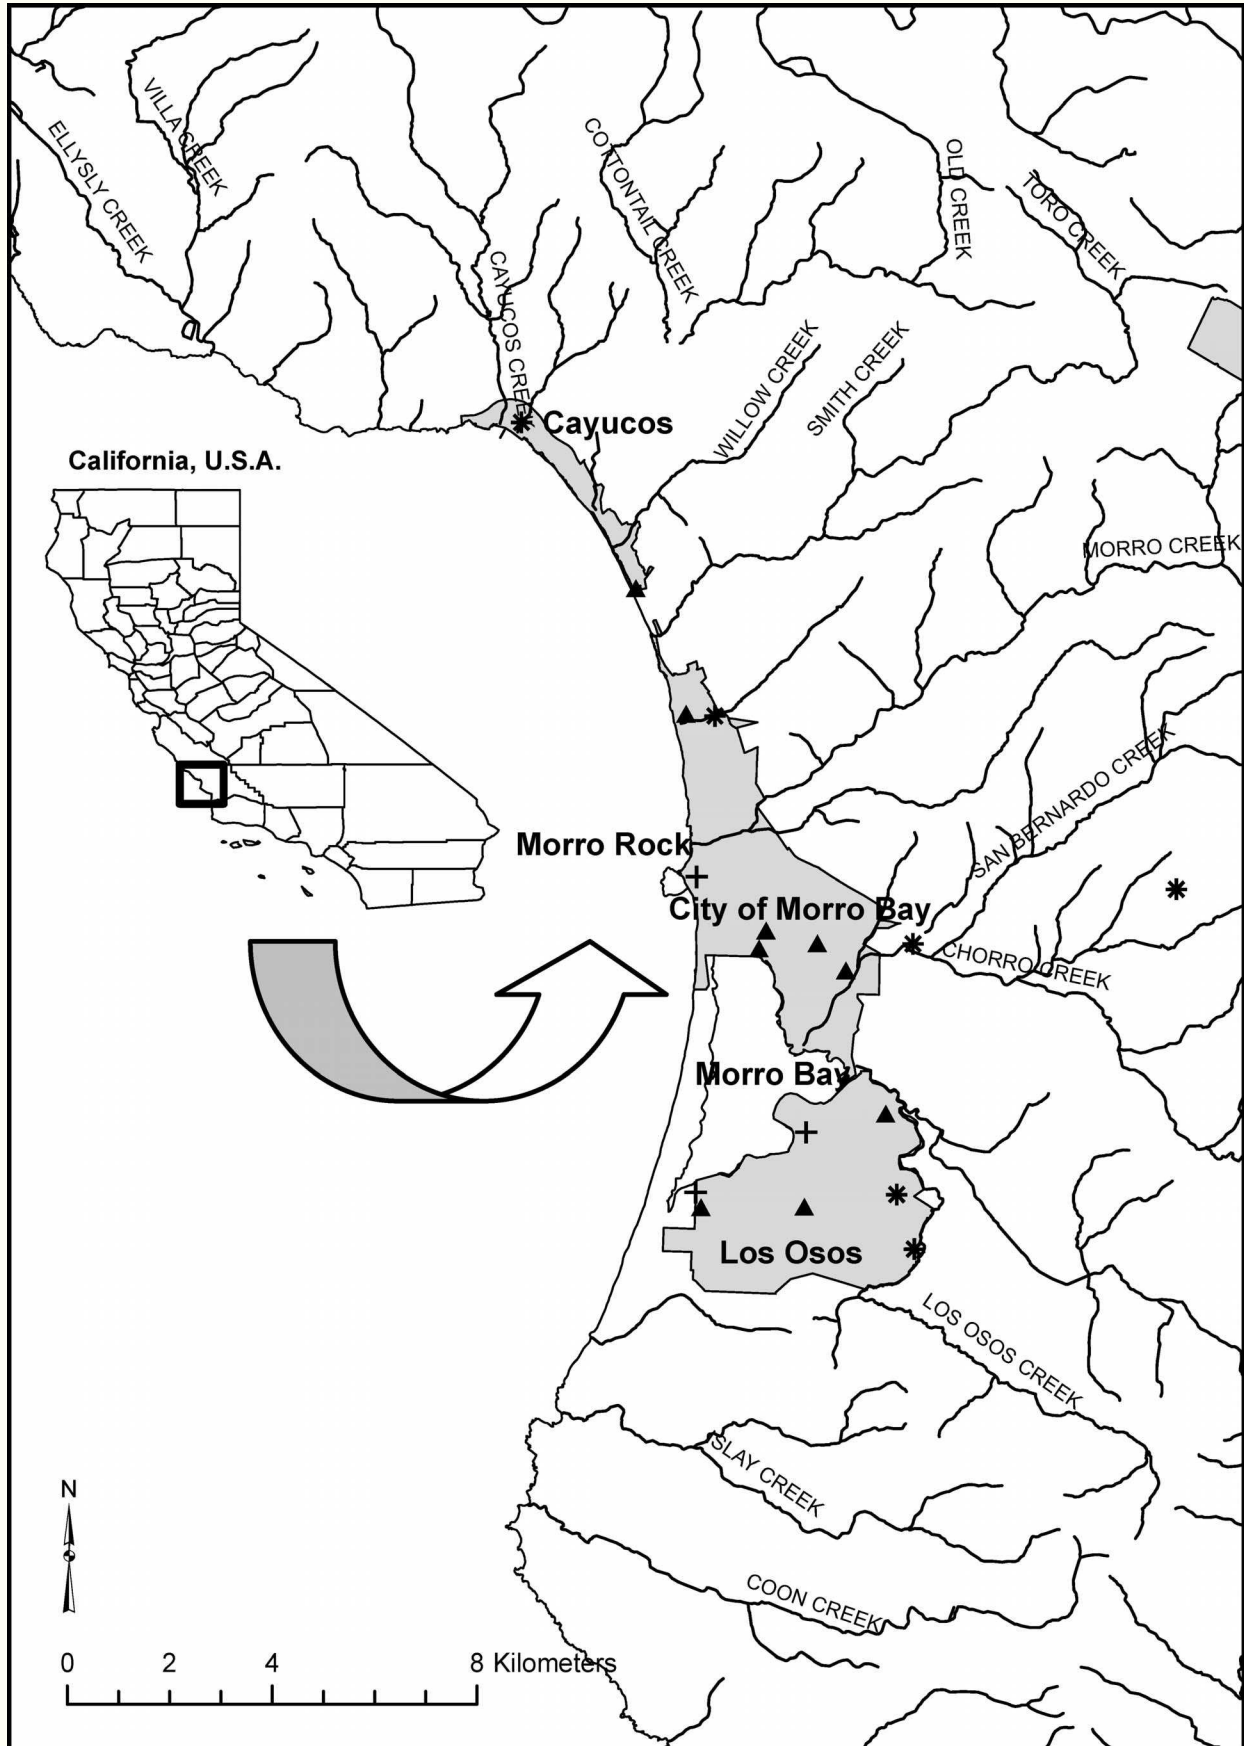 VILLA CREEK
ELLYSLY CREEK
COTTONTAIL CREEK
OLD CREEK
TORO CREEK
CAYUCOS CREE
WILLOW CREEK
SMITH CREEK
Cayucos
California, U.S.A.
MORRO CREEK
SAN BERNARDO CREEK
Morro Rock
City of Morro Bay
CHORRO CREEK
Morro Bay
Los Osos
LOS OSOS CREEK
ISLAY CREEK
N
COON CREEK
0 2 4 8 Kilometers